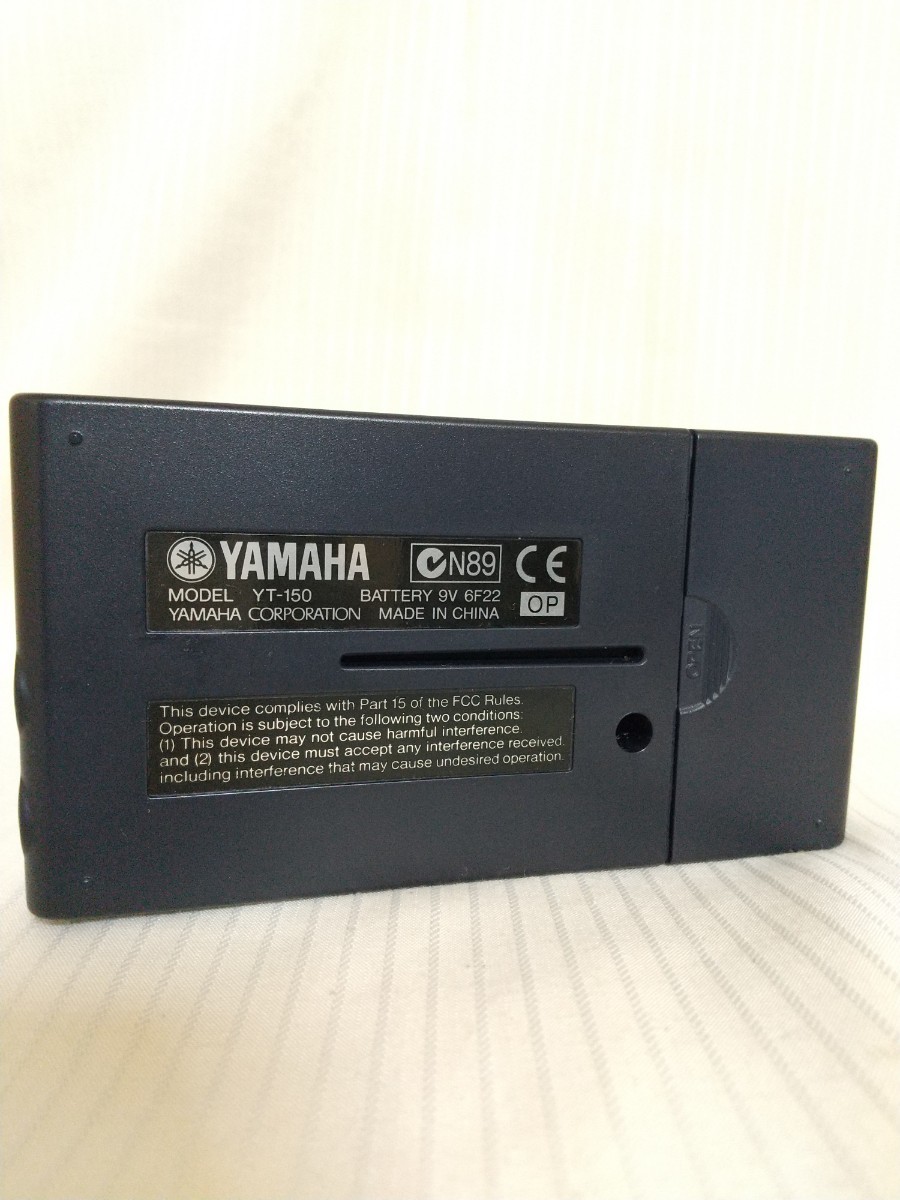 YAMAHA N89 CE
MODEL YT-150 BATTERY 9V 6F22
YAMAHA CORPORATION MADE IN CHINA OP
OPEN
This device complies with Part 15 of the FCC Rules.
Operation is subject to the following two conditions:
(1) This device may not cause harmful interference.
and (2) this device must accept any interference received.
including interference that may cause undesired operation.